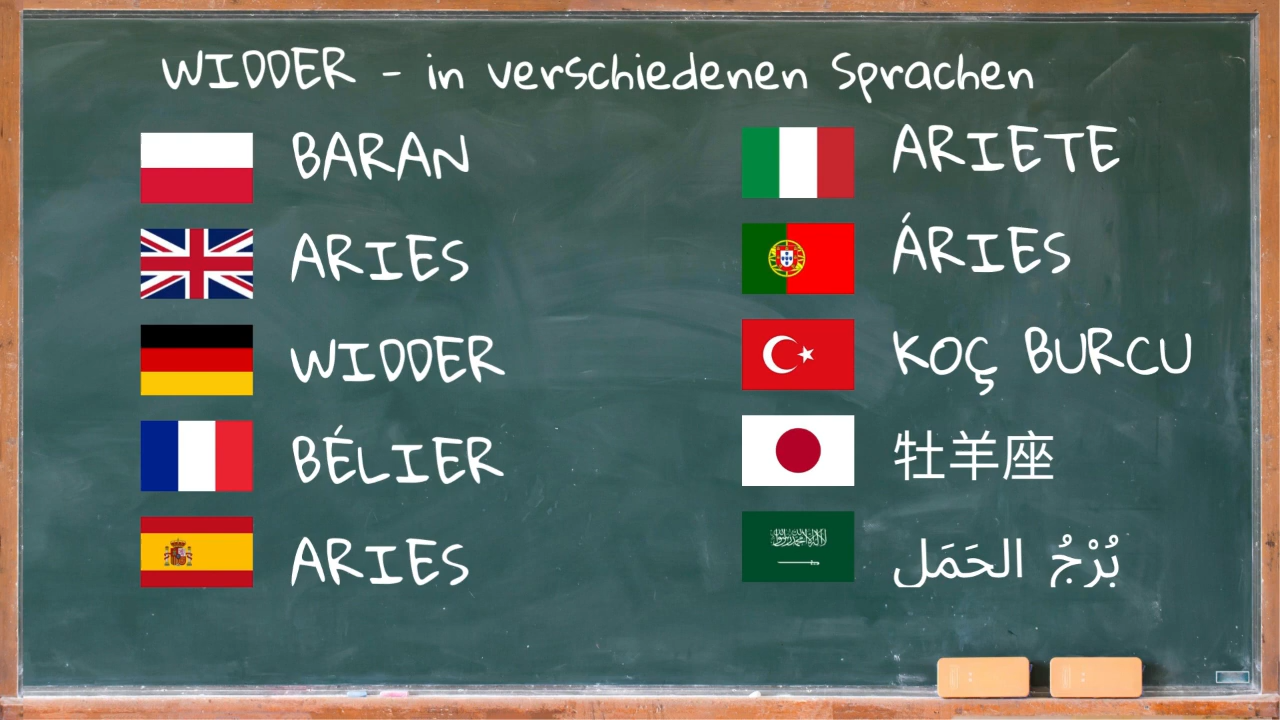 WIDDER - in verschiedenen Sprachen
BARAN
ARIES
WIDDER
BÉLIER
ARIES
ARIETE
ÁRIES
KOÇ BURCU
牡羊座
بُرْجُ الحَمَل